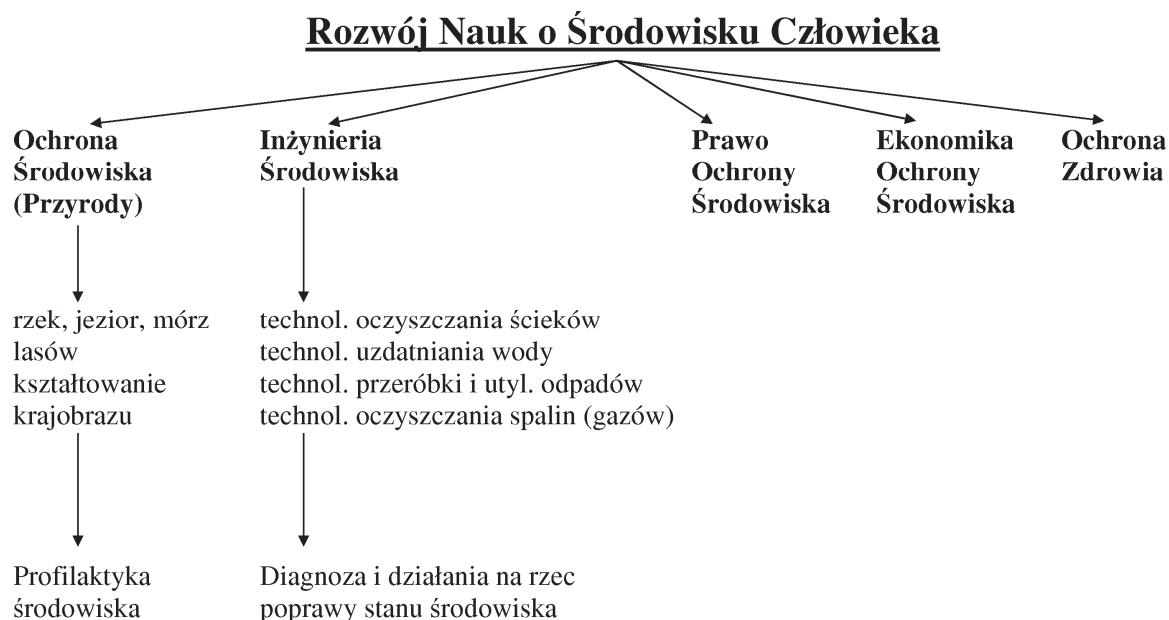 Rozwój Nauk o Środowisku Człowieka
Ochrona
Środowiska
(Przyrody)
Inżynieria
Środowiska
Prawo
Ochrony
Środowiska
Ekonomika
Ochrony
Środowiska
Ochrona
Zdrowia
rzek, jezior, mórz
lasów
kształtowanie
krajobrazu
technol. oczyszczania ścieków
technol. uzdatniania wody
technol. przeróbki i utyl. odpadów
technol. oczyszczania spalin (gazów)
Profilaktyka
środowiska
Diagnoza i działania na rzec
poprawy stanu środowiska